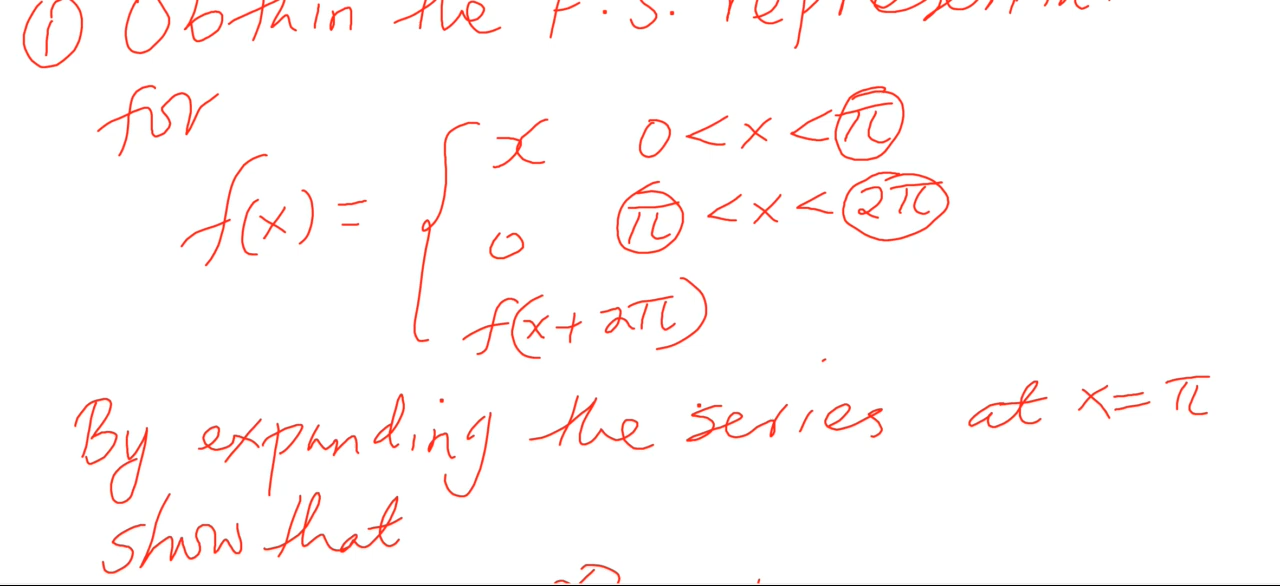 ① Obtain the F.S.
for
f(x) = { x 0 < x < π
0 π < x < 2π
f(x + 2π)
By expanding the series at x = π
show that